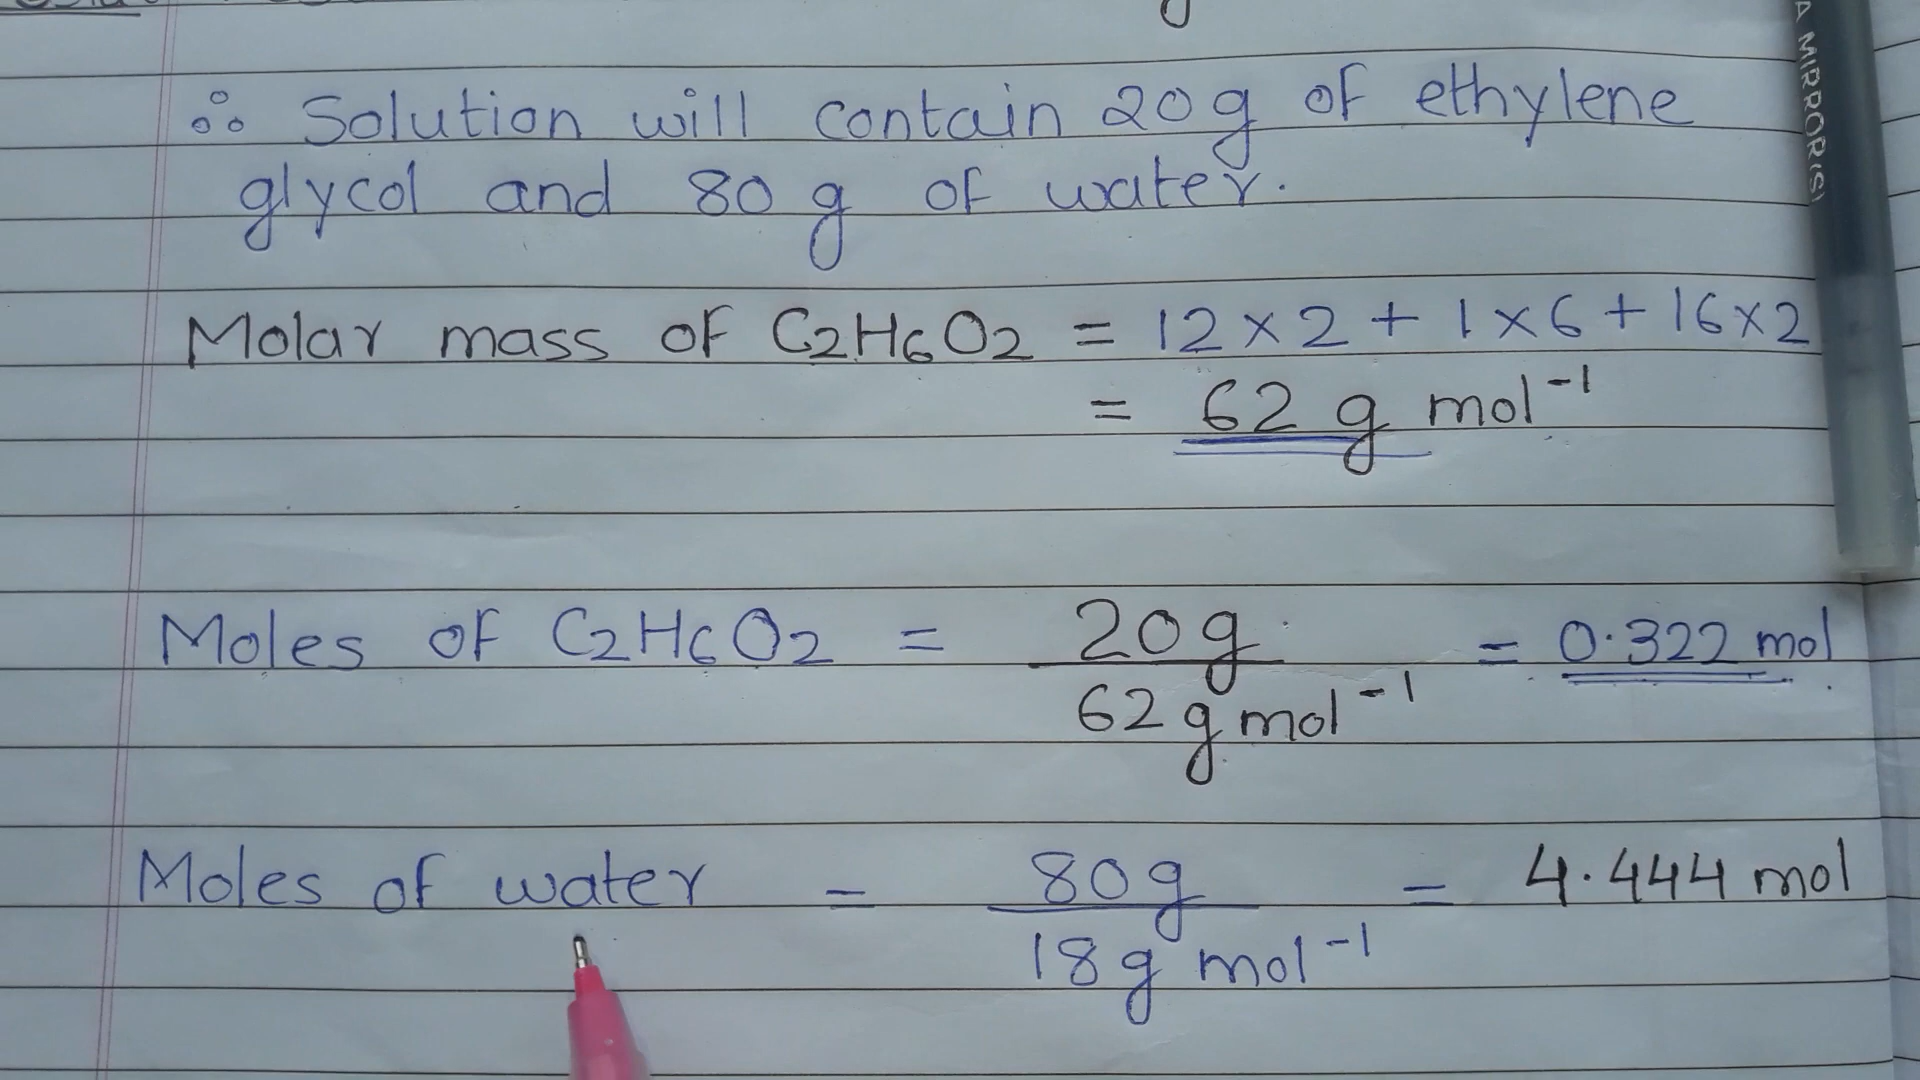 ∴ Solution will contain 20g of ethylene
glycol and 80 g of water.
Molar mass of C₂H₆O₂ = 12 × 2 + 1 × 6 + 16 × 2
= 62 g mol⁻¹
Moles of C₂H₆O₂ = 20g / 62 g mol⁻¹ = 0.322 mol
Moles of water = 80g / 18g mol⁻¹ = 4.444 mol
A MIRROR(S)